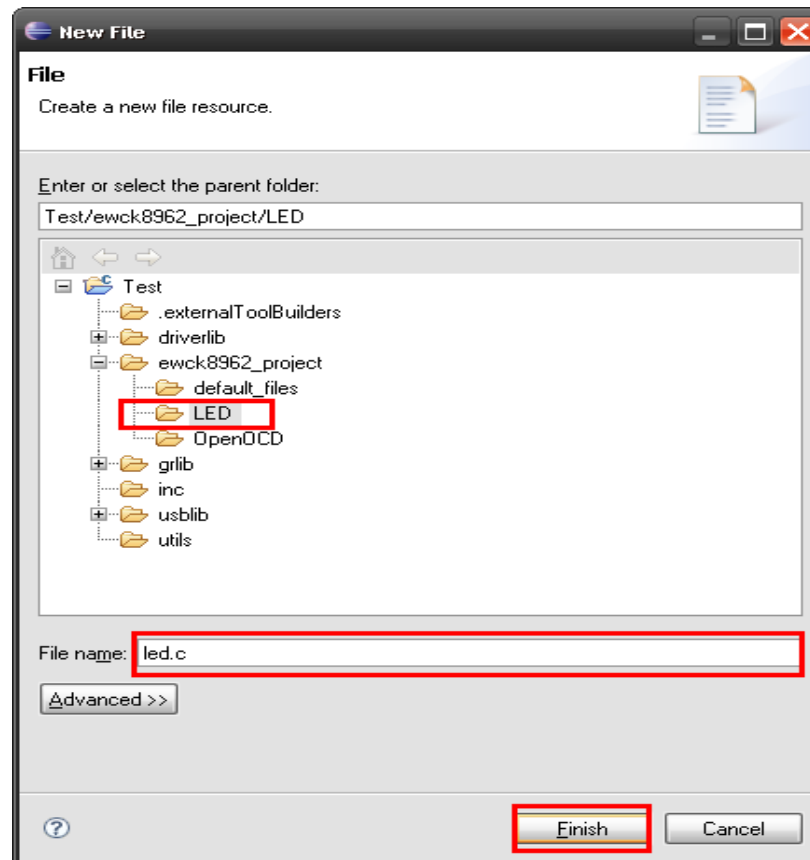 New File
File
Create a new file resource.
Enter or select the parent folder:
Test/ewck8962_project/LED
Test
.externalToolBuilders
driverlib
ewck8962_project
default_files
LED
OpenOCD
grlib
inc
usblib
utils
File name: led.c
Advanced >>
Finish Cancel